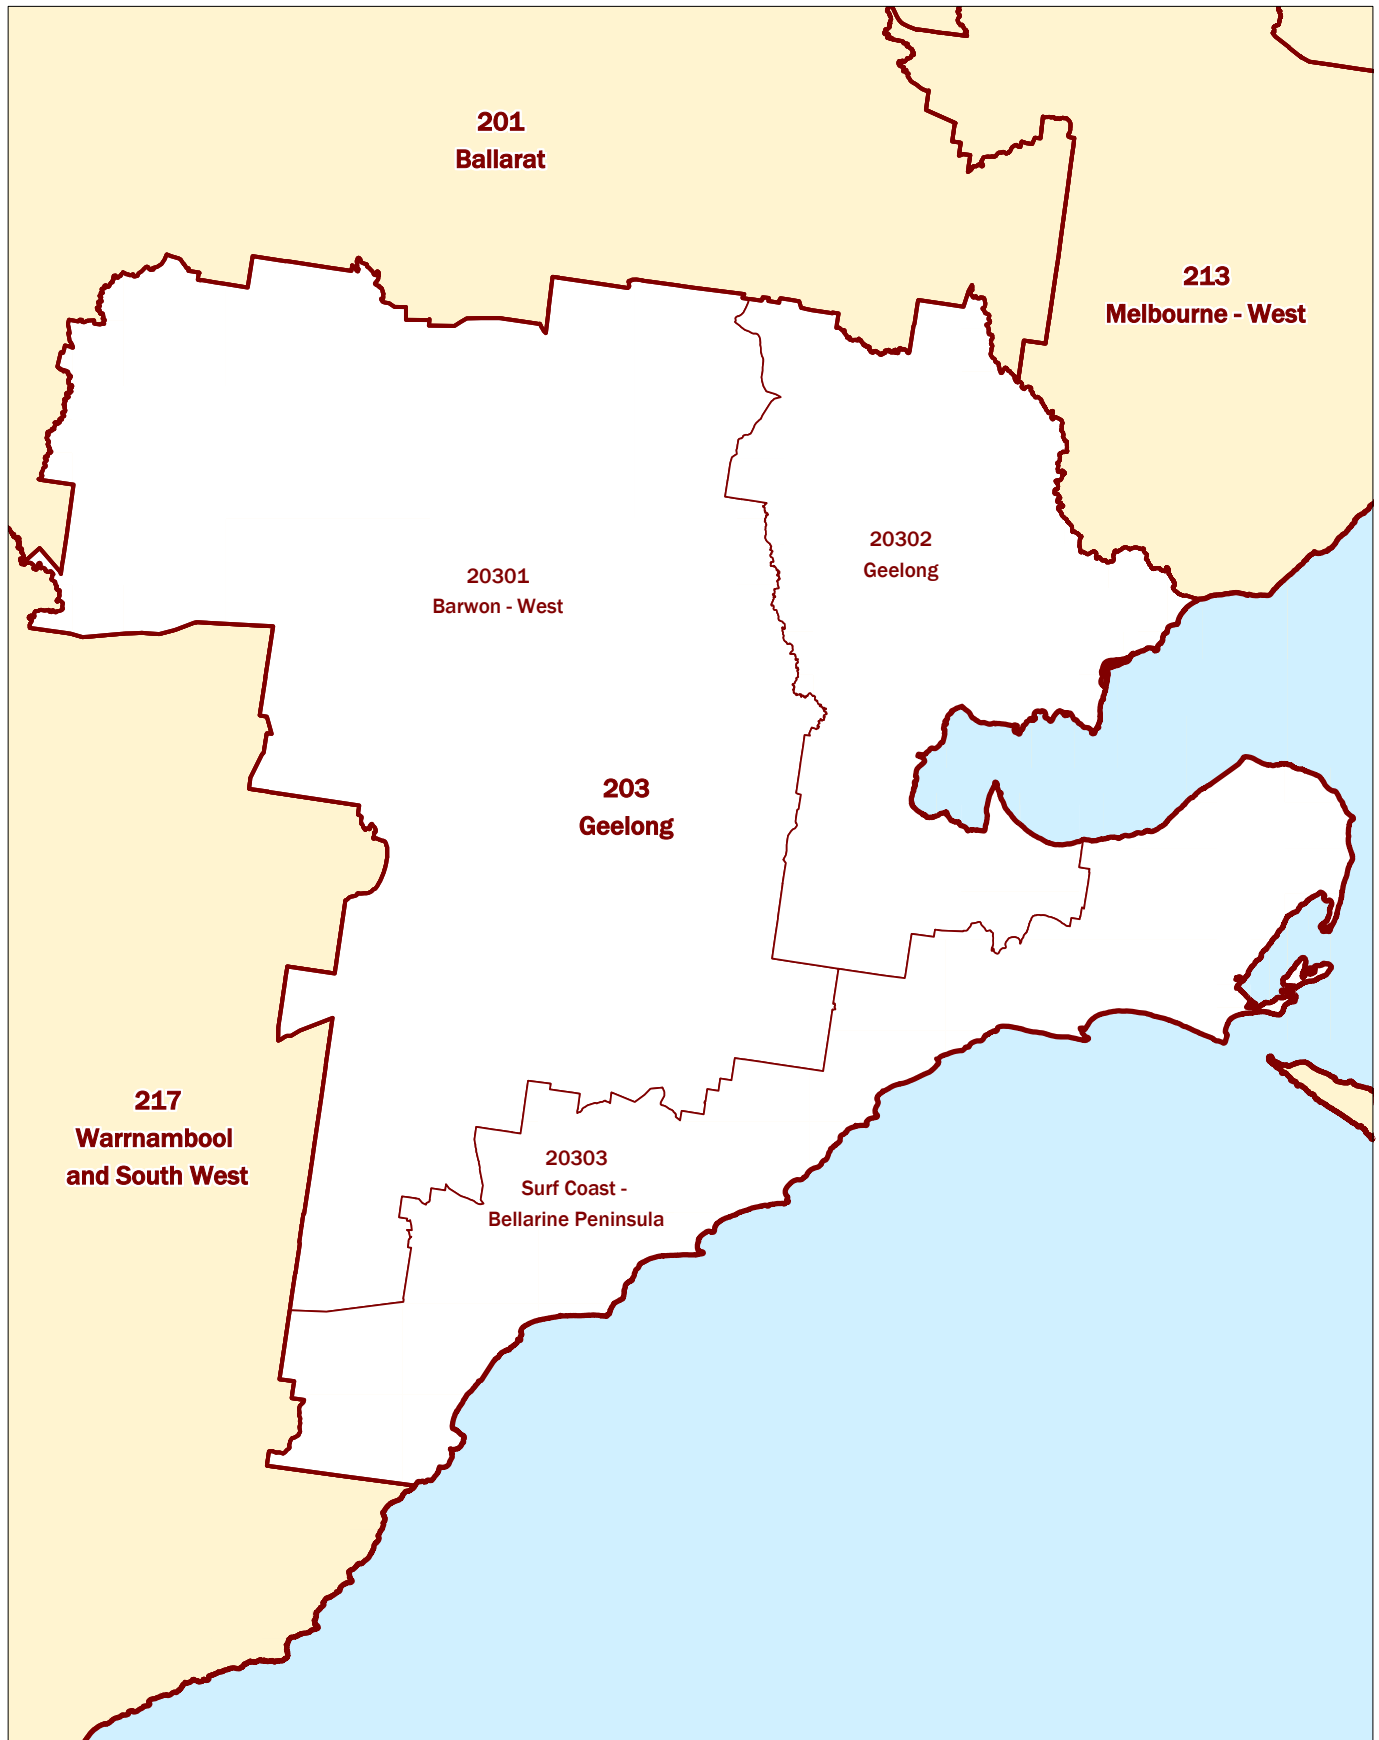 201
Ballarat
213
Melbourne - West
20302
Geelong
20301
Barwon - West
203
Geelong
217
Warrnambool
and South West
20303
Surf Coast -
Bellarine Peninsula